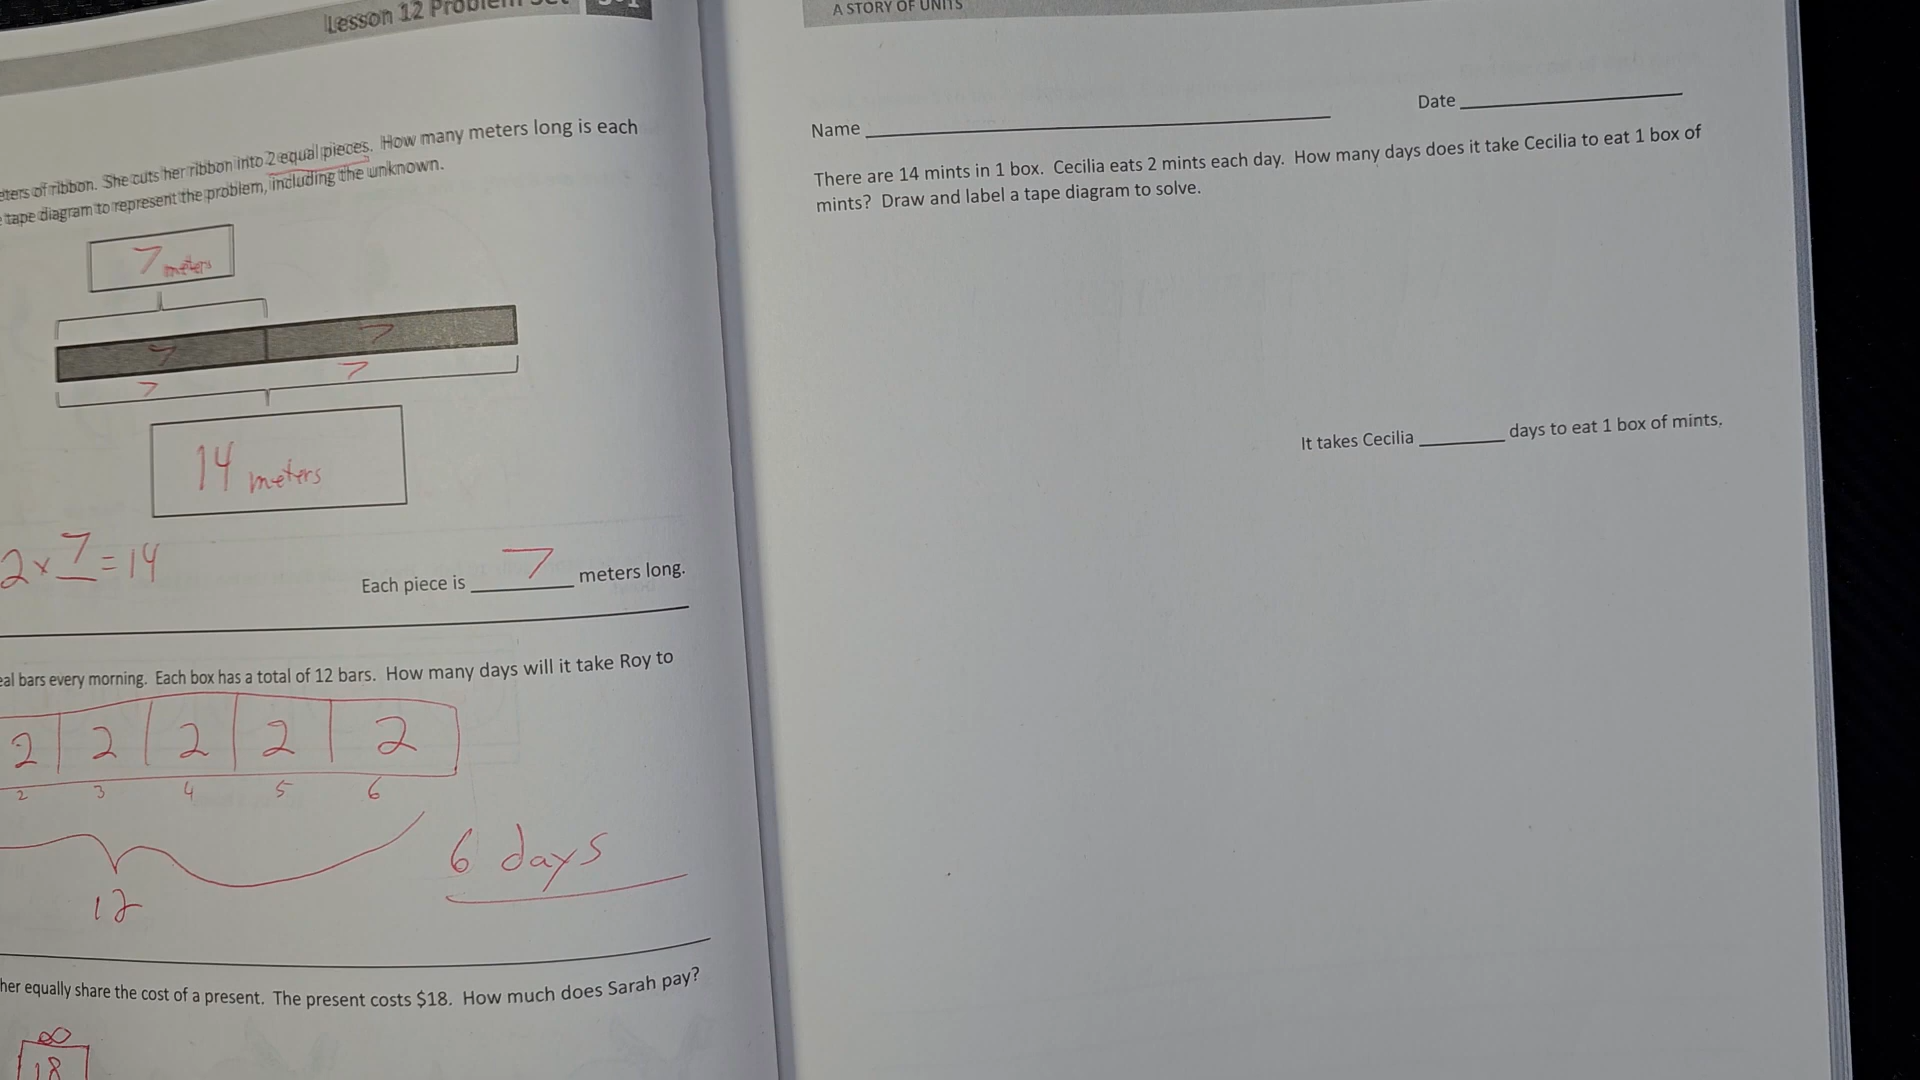 Lesson 12 Problem Set
ters of ribbon. She cuts her ribbon into 2 equal pieces. How many meters long is each
tape diagram to represent the problem, including the unknown.
7 meters
7 7
7 7
14 meters
2 x 7 = 14
Each piece is 7 meters long.
eal bars every morning. Each box has a total of 12 bars. How many days will it take Roy to
2 2 2 2 2
2 3 4 5 6
12
6 days
her equally share the cost of a present. The present costs $18. How much does Sarah pay?
18
A STORY OF UNITS
Name
Date
There are 14 mints in 1 box. Cecilia eats 2 mints each day. How many days does it take Cecilia to eat 1 box of
mints? Draw and label a tape diagram to solve.
It takes Cecilia ________ days to eat 1 box of mints.